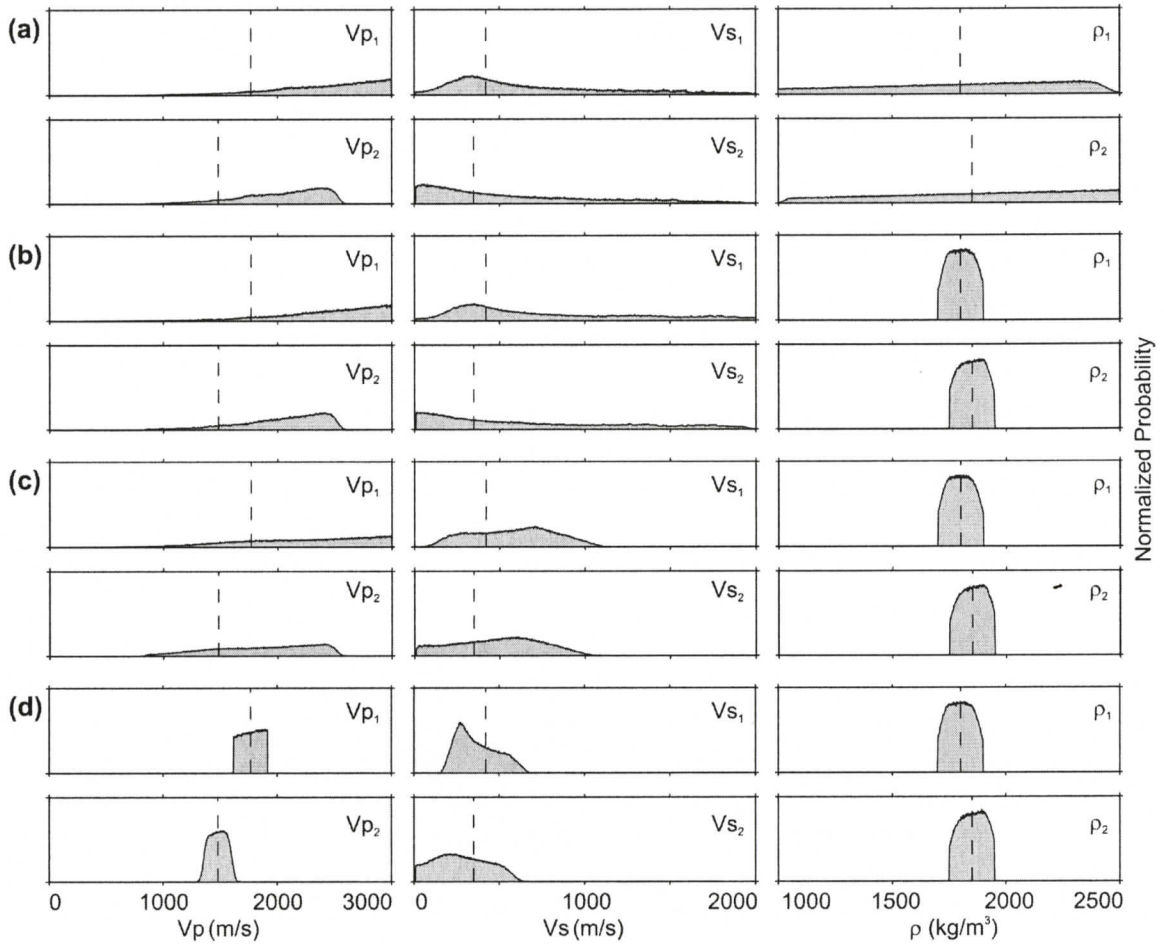 (a) Vp₁ Vs₁ ρ₁
Vp₂ Vs₂ ρ₂
(b) Vp₁ Vs₁ ρ₁
Vp₂ Vs₂ ρ₂
(c) Vp₁ Vs₁ ρ₁
Vp₂ Vs₂ ρ₂
(d) Vp₁ Vs₁ ρ₁
Vp₂ Vs₂ ρ₂
0 1000 2000 3000 0 1000 2000 1000 1500 2000 2500
Vp (m/s) Vs (m/s) ρ (kg/m³)
Normalized Probability